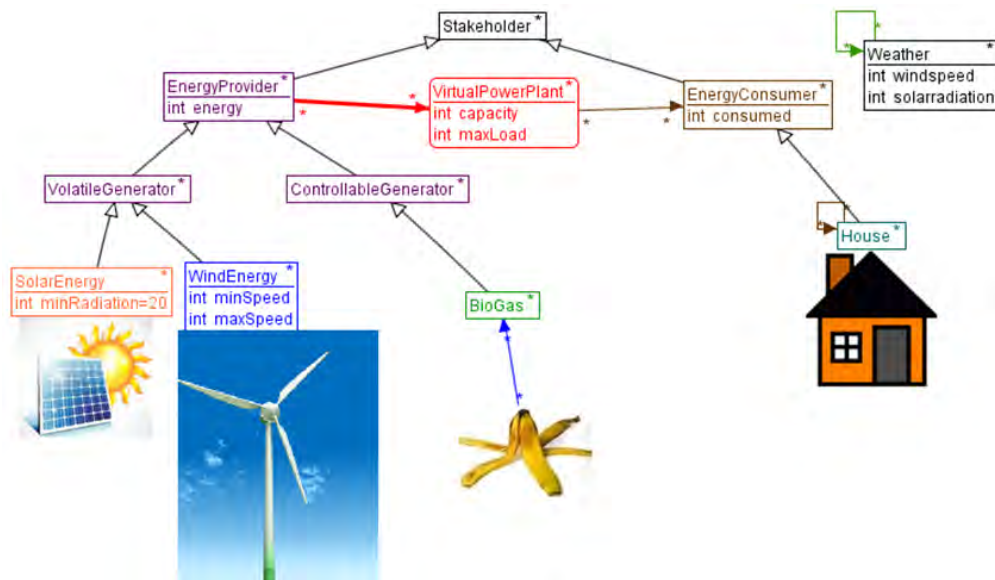 Stakeholder *
EnergyProvider *
int energy
VirtualPowerPlant *
int capacity
int maxLoad
EnergyConsumer *
int consumed
Weather *
int windspeed
int solarradiation
* *
* *
* *
* *
VolatileGenerator *
ControllableGenerator *
* *
House *
SolarEnergy *
int minRadiation=20
WindEnergy *
int minSpeed
int maxSpeed
BioGas *
*
*